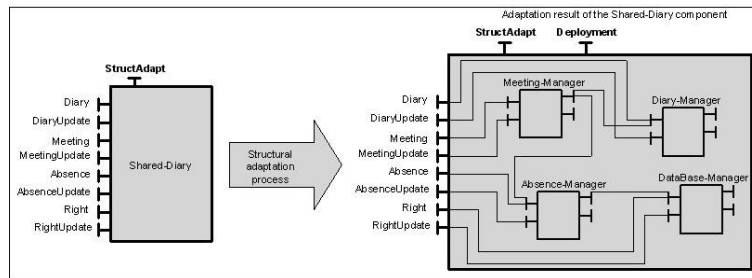 Adaptation result of the Shared-Diary component
StructAdapt
Diary
DiaryUpdate
Meeting
MeetingUpdate
Absence
AbsenceUpdate
Right
RightUpdate
Shared-Diary
Structural
adaptation
process
StructAdapt
Deployment
Diary
DiaryUpdate
Meeting
MeetingUpdate
Absence
AbsenceUpdate
Right
RightUpdate
Meeting-Manager
Diary-Manager
Absence-Manager
DataBase-Manager